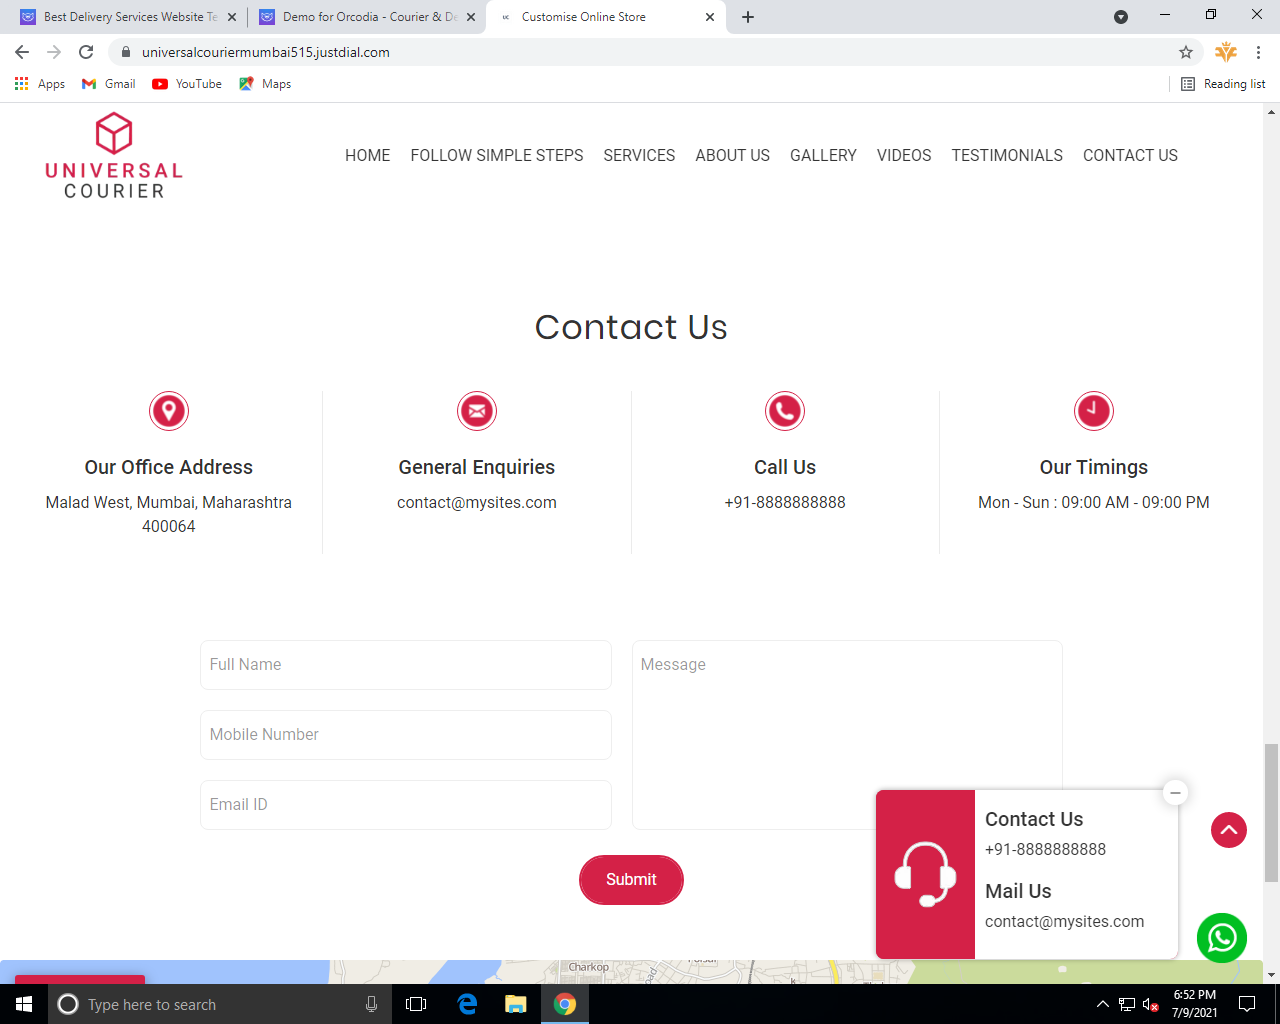 Best Delivery Services Website Te
Demo for Orcodia - Courier & De
UC
Customise Online Store
universalcouriermumbai515.justdial.com
Apps
Gmail
YouTube
Maps
Reading list
UNIVERSAL
COURIER
HOME
FOLLOW SIMPLE STEPS
SERVICES
ABOUT US
GALLERY
VIDEOS
TESTIMONIALS
CONTACT US
Contact Us
Our Office Address
Malad West, Mumbai, Maharashtra
400064
General Enquiries
contact@mysites.com
Call Us
+91-8888888888
Our Timings
Mon - Sun : 09:00 AM - 09:00 PM
Full Name
Message
Mobile Number
Email ID
Submit
Contact Us
+91-8888888888
Mail Us
contact@mysites.com
Charkop
Type here to search
6:52 PM
7/9/2021